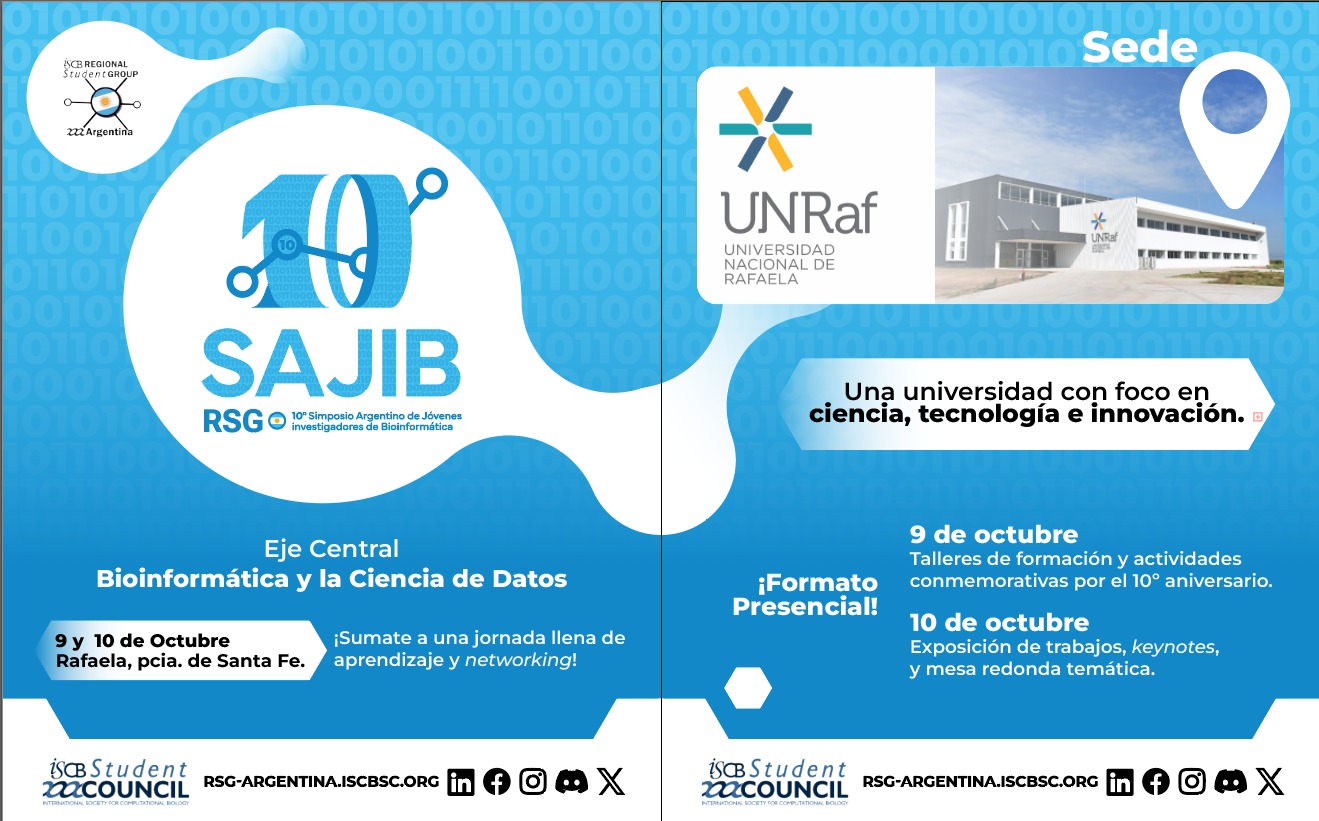 iSCB REGIONAL
Student GROUP
Argentina
10
10
SAJIB
RSG
10º Simposio Argentino de Jóvenes
investigadores de Bioinformática
Eje Central
Bioinformática y la Ciencia de Datos
9 y 10 de Octubre
Rafaela, pcia. de Santa Fe.
¡Sumate a una jornada llena de
aprendizaje y networking!
iSCB Student
COUNCIL
INTERNATIONAL SOCIETY FOR COMPUTATIONAL BIOLOGY
RSG-ARGENTINA.ISCBSC.ORG
Sede
UNRaf
UNIVERSIDAD
NACIONAL DE
RAFAELA
UNRaf
Una universidad con foco en
ciencia, tecnología e innovación.
¡Formato
Presencial!
9 de octubre
Talleres de formación y actividades
conmemorativas por el 10º aniversario.
10 de octubre
Exposición de trabajos, keynotes,
y mesa redonda temática.
iSCB Student
COUNCIL
INTERNATIONAL SOCIETY FOR COMPUTATIONAL BIOLOGY
RSG-ARGENTINA.ISCBSC.ORG